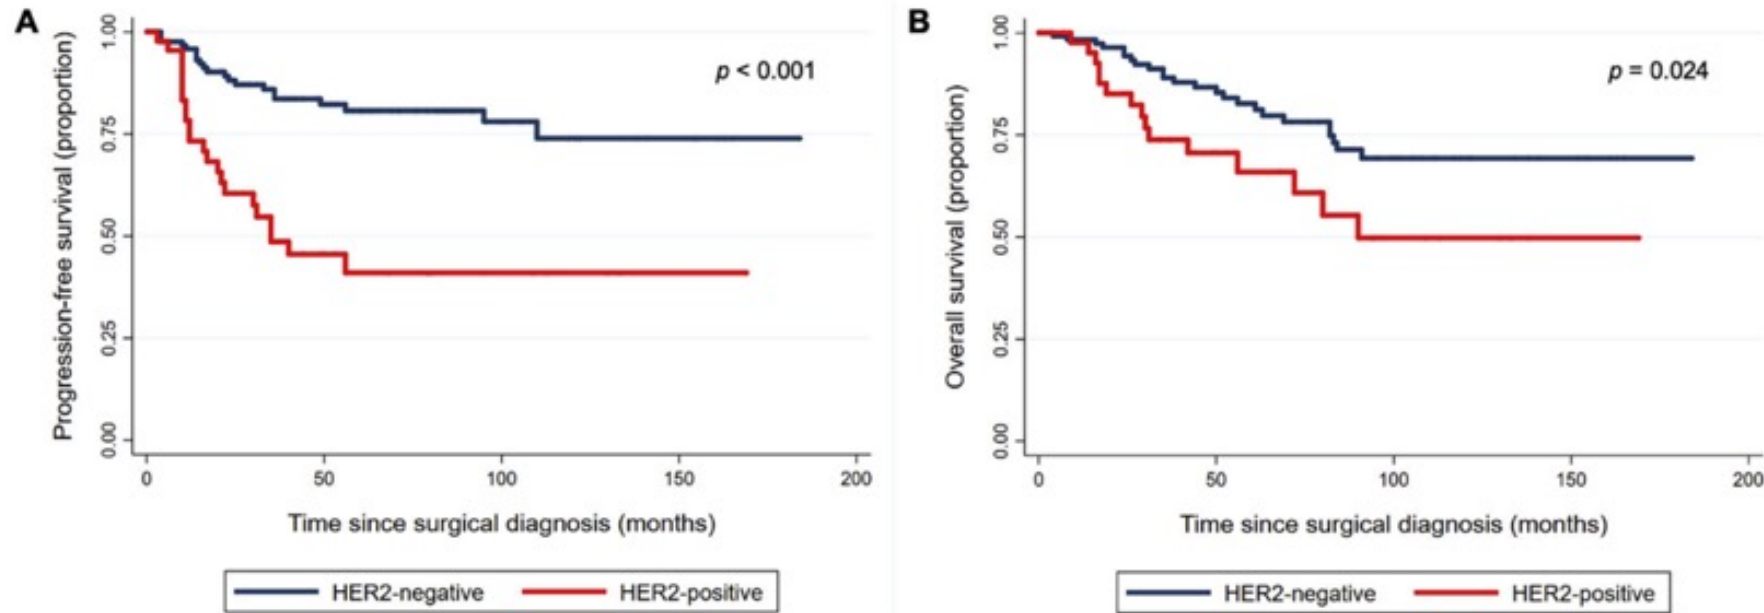 A
Progression-free survival (proportion)
1.00
0.75
0.50
0.25
0.00
p < 0.001
0 50 100 150 200
Time since surgical diagnosis (months)
HER2-negative HER2-positive
B
Overall survival (proportion)
1.00
0.75
0.50
0.25
0.00
p = 0.024
0 50 100 150 200
Time since surgical diagnosis (months)
HER2-negative HER2-positive